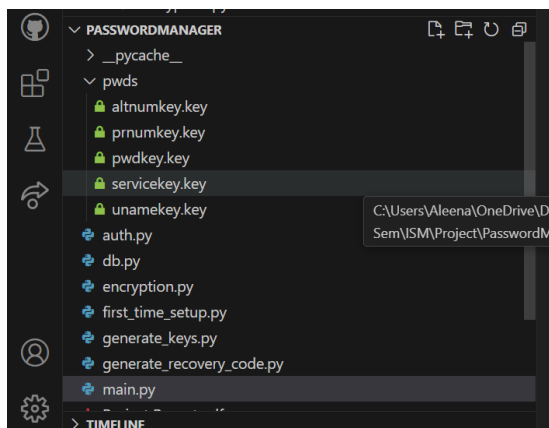 PASSWORDMANAGER
__pycache__
pwds
altnumkey.key
prnumkey.key
pwdkey.key
servicekey.key
unamekey.key
C:\Users\Aleena\OneDrive\D
Sem\ISM\Project\PasswordM
auth.py
db.py
encryption.py
first_time_setup.py
generate_keys.py
generate_recovery_code.py
main.py
TIMELINE